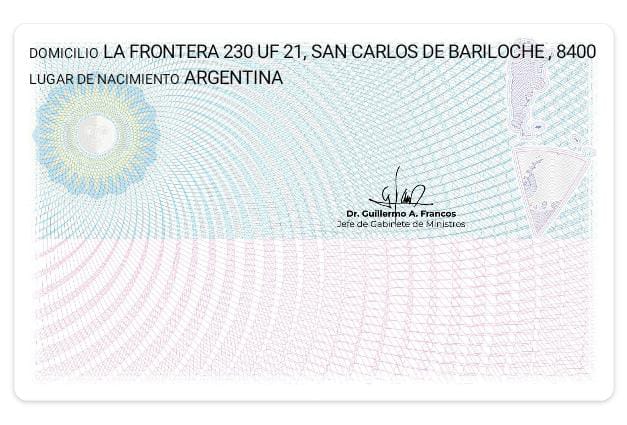 DOMICILIO LA FRONTERA 230 UF 21, SAN CARLOS DE BARILOCHE , 8400
LUGAR DE NACIMIENTO ARGENTINA
Dr. Guillermo A. Francos
Jefe de Gabinete de Ministros